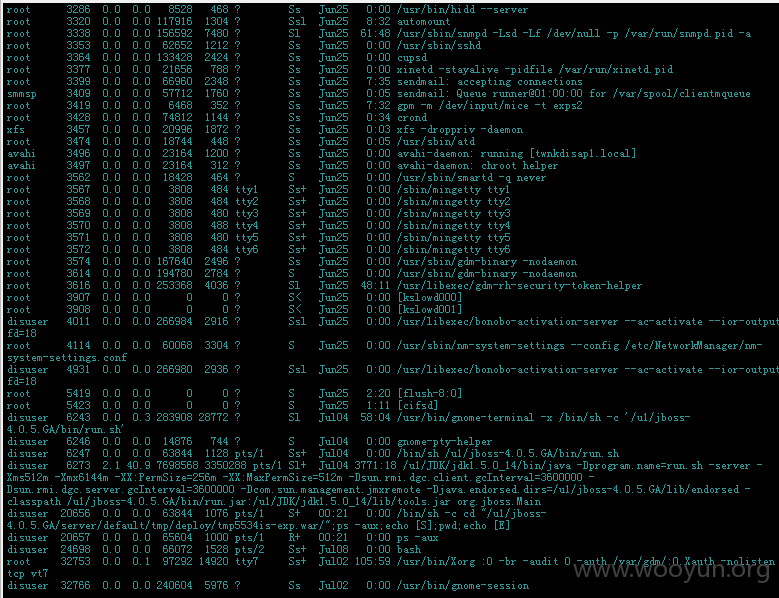 root 3286 0.0 0.0 8528 468 ? Ss Jun25 0:00 /usr/bin/hidd --server
root 3320 0.0 0.0 117916 1304 ? Ssl Jun25 8:32 automount
root 3338 0.0 0.0 156592 7480 ? Sl Jun25 61:48 /usr/sbin/snmpd -Lsd -Lf /dev/null -p /var/run/snmpd.pid -a
root 3353 0.0 0.0 62652 1212 ? Ss Jun25 0:00 /usr/sbin/sshd
root 3364 0.0 0.0 133428 2424 ? Ss Jun25 0:00 cupsd
root 3377 0.0 0.0 21656 788 ? Ss Jun25 0:00 xinetd -stayalive -pidfile /var/run/xinetd.pid
root 3399 0.0 0.0 66960 2348 ? Ss Jun25 7:35 sendmail: accepting connections
smmsp 3409 0.0 0.0 57712 1760 ? Ss Jun25 0:05 sendmail: Queue runner@01:00:00 for /var/spool/clientmqueue
root 3419 0.0 0.0 6468 352 ? Ss Jun25 7:32 gpm -m /dev/input/mice -t exps2
root 3428 0.0 0.0 74812 1144 ? Ss Jun25 0:34 crond
xfs 3457 0.0 0.0 20996 1872 ? Ss Jun25 0:03 xfs -droppriv -daemon
root 3474 0.0 0.0 18744 448 ? Ss Jun25 0:05 /usr/sbin/atd
avahi 3496 0.0 0.0 23164 1200 ? Ss Jun25 0:00 avahi-daemon: running [twnkdisap1.local]
avahi 3497 0.0 0.0 23164 312 ? Ss Jun25 0:00 avahi-daemon: chroot helper
root 3562 0.0 0.0 18428 464 ? S Jun25 0:00 /usr/sbin/smartd -q never
root 3567 0.0 0.0 3808 484 tty1 Ss+ Jun25 0:00 /sbin/mingetty tty1
root 3568 0.0 0.0 3808 484 tty2 Ss+ Jun25 0:00 /sbin/mingetty tty2
root 3569 0.0 0.0 3808 480 tty3 Ss+ Jun25 0:00 /sbin/mingetty tty3
root 3570 0.0 0.0 3808 488 tty4 Ss+ Jun25 0:00 /sbin/mingetty tty4
root 3571 0.0 0.0 3808 480 tty5 Ss+ Jun25 0:00 /sbin/mingetty tty5
root 3572 0.0 0.0 3808 484 tty6 Ss+ Jun25 0:00 /sbin/mingetty tty6
root 3574 0.0 0.0 167640 2496 ? Ss Jun25 0:00 /usr/sbin/gdm-binary -nodaemon
root 3614 0.0 0.0 194780 2784 ? S Jun25 0:00 /usr/sbin/gdm-binary -nodaemon
root 3616 0.0 0.0 253368 4036 ? Sl Jun25 48:11 /usr/libexec/gdm-rh-security-token-helper
root 3907 0.0 0.0 0 0 ? S< Jun25 0:00 [kslowd000]
root 3908 0.0 0.0 0 0 ? S< Jun25 0:00 [kslowd001]
disuser 4011 0.0 0.0 266984 2916 ? Ssl Jun25 0:00 /usr/libexec/bonobo-activation-server --ac-activate --ior-output-
fd=18
root 4114 0.0 0.0 60068 3304 ? S Jun25 0:00 /usr/sbin/nm-system-settings --config /etc/NetworkManager/nm-
system-settings.conf
disuser 4931 0.0 0.0 266980 2936 ? Ssl Jun25 0:00 /usr/libexec/bonobo-activation-server --ac-activate --ior-output-
fd=18
root 5419 0.0 0.0 0 0 ? S Jun25 2:20 [flush-8:0]
root 5423 0.0 0.0 0 0 ? S Jun25 1:11 [cifsd]
disuser 6243 0.0 0.3 283908 28772 ? Sl Jul04 58:04 /usr/bin/gnome-terminal -x /bin/sh -c '/u1/jboss-
4.0.5.GA/bin/run.sh'
disuser 6246 0.0 0.0 14876 744 ? S Jul04 0:00 gnome-pty-helper
disuser 6247 0.0 0.0 63844 1128 pts/1 Ss+ Jul04 0:00 /bin/sh /u1/jboss-4.0.5.GA/bin/run.sh
disuser 6273 2.1 40.9 7698568 3350288 pts/1 Sl+ Jul04 3771:18 /u1/JDK/jdk1.5.0_14/bin/java -Dprogram.name=run.sh -server -
Xms512m -Xmx6144m -XX:PermSize=256m -XX:MaxPermSize=512m -Dsun.rmi.dgc.client.gcInterval=3600000 -
Dsun.rmi.dgc.server.gcInterval=3600000 -Dcom.sun.management.jmxremote -Djava.endorsed.dirs=/u1/jboss-4.0.5.GA/lib/endorsed -
classpath /u1/jboss-4.0.5.GA/bin/run.jar:/u1/JDK/jdk1.5.0_14/lib/tools.jar org.jboss.Main
disuser 20656 0.0 0.0 63844 1076 pts/1 S+ 00:21 0:00 /bin/sh -c cd "/u1/jboss-
4.0.5.GA/server/default/tmp/deploy/tmp5534is-exp.war/";ps -aux;echo [S];pwd;echo [E]
disuser 20657 0.0 0.0 65604 1000 pts/1 R+ 00:21 0:00 ps -aux
disuser 24698 0.0 0.0 66072 1528 pts/2 Ss+ Jul08 0:00 bash
root 32753 0.0 0.1 97292 14920 tty7 Ss+ Jul02 105:59 /usr/bin/Xorg :0 -br -audit 0 -auth /var/gdm/:0.Xauth -nolisten
tcp vt7
disuser 32766 0.0 0.0 240604 5976 ? Ss Jul02 0:00 /usr/bin/gnome-session
www.wooyun.org